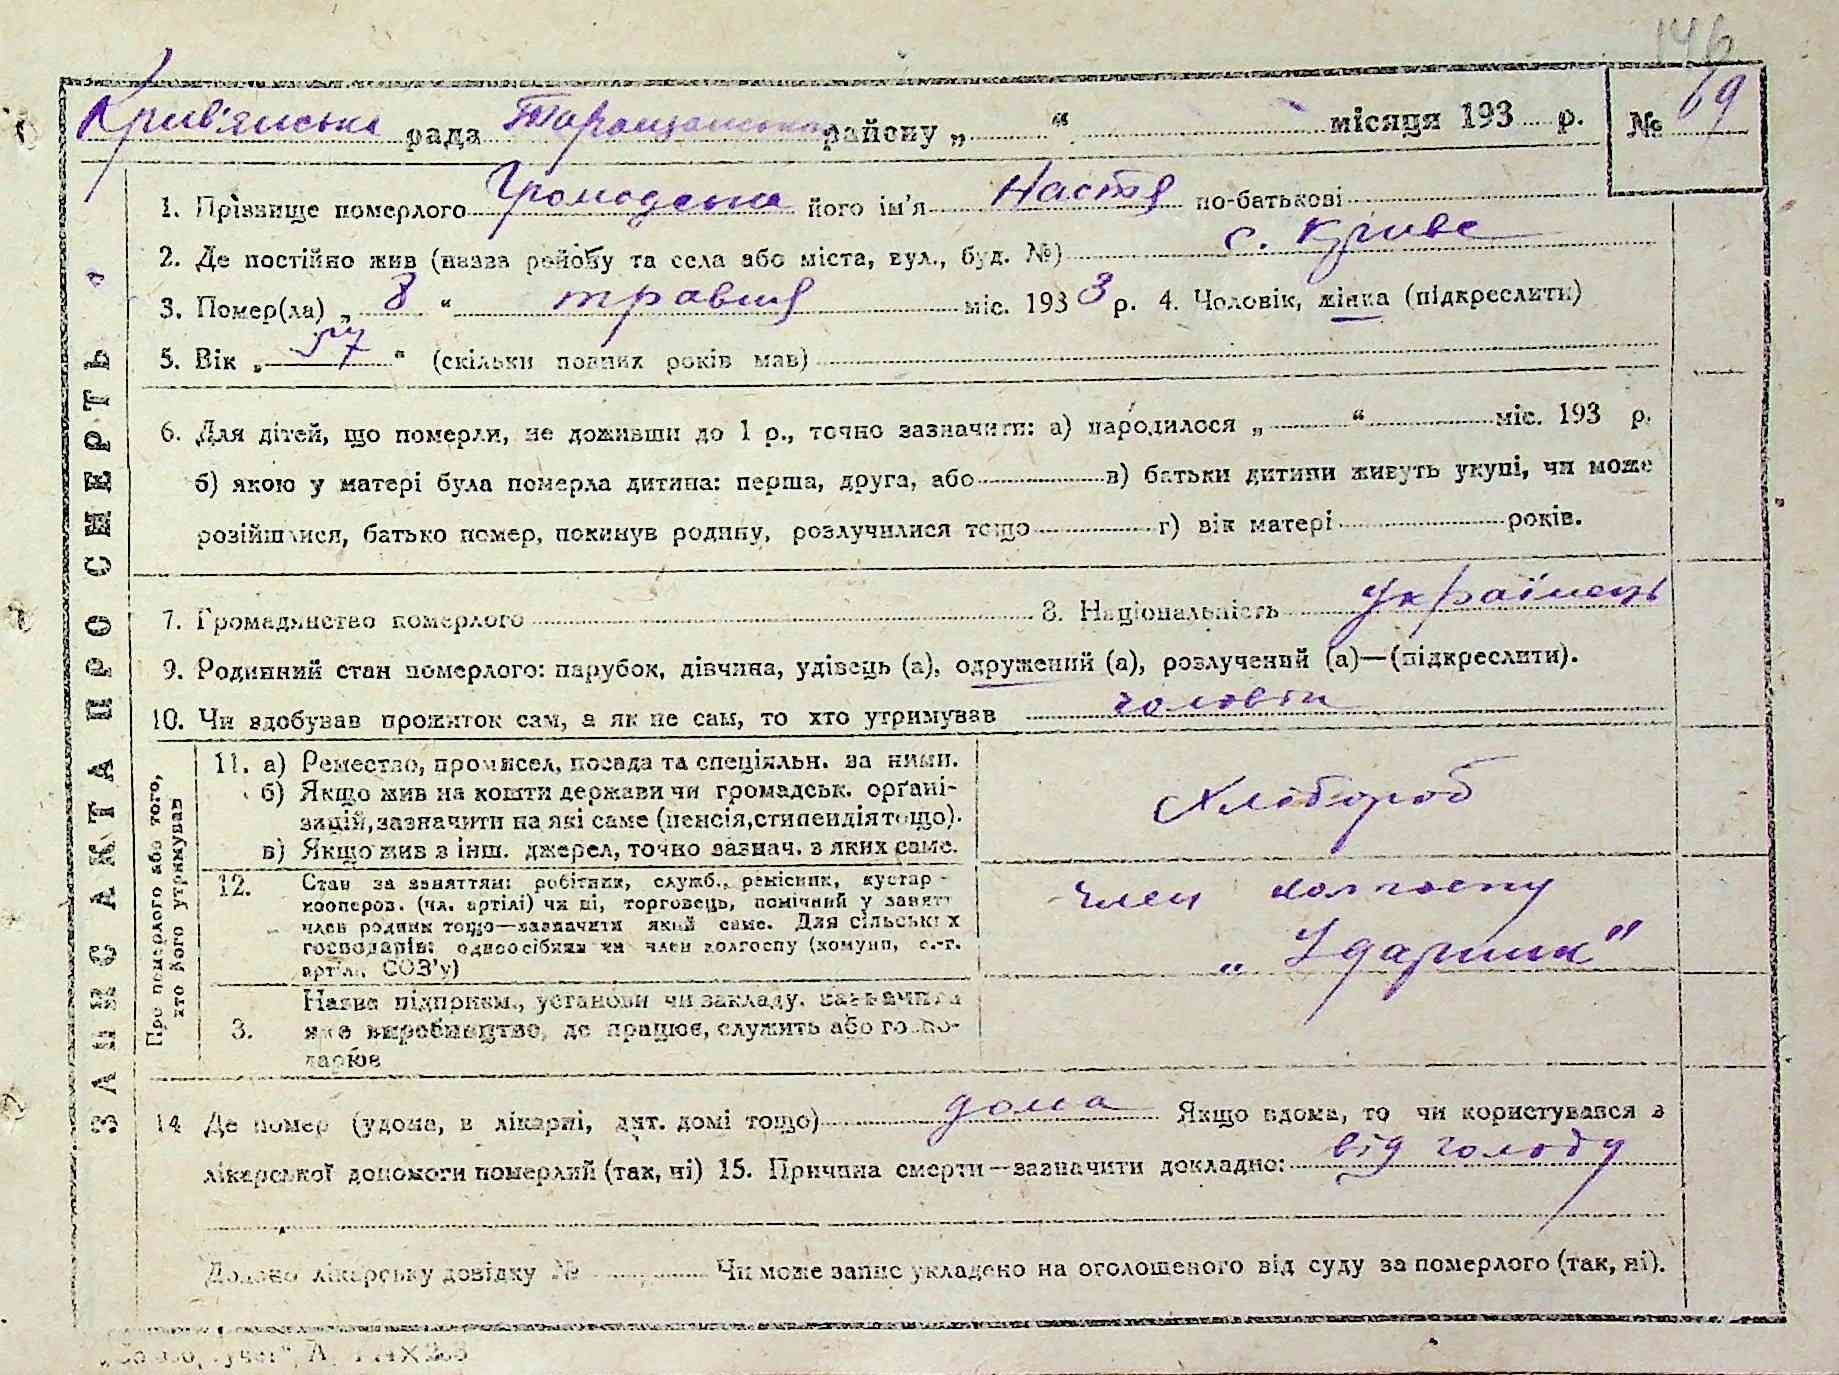 146
Крив'янська рада Таращанського району „ “ місяця 193 р. № 69
1. Прізвище померлого Громодська його ім'я Настя по-батькові
2. Де постійно жив (назва району та села або міста, вул., буд. №) с. Криве
3. Помер(ла) „ 8 “ травня міс. 1933 р. 4. Чоловік, жінка (підкреслити)
5. Вік „ 57 “ (скільки повних років мав)
6. Для дітей, що померли, не доживши до 1 р., точно зазначити: а) народилося „ “ міс. 193 р.
б) якою у матері була померла дитина: перша, друга, або в) батьки дитини живуть укупі, чи може
розійшлися, батько помер, покинув родину, розлучилися тощо г) вік матері років.
7. Громадянство померлого 8. Національність Українець
9. Родинний стан померлого: парубок, дівчина, удівець (а), одружений (а), розлучений (а)—(підкреслити).
10. Чи здобував прожиток сам, а як не сам, то хто утримував чоловік
11. а) Ремество, промисел, посада та спеціяльн. за ними.
б) Якщо жив на кошти держави чи громадськ. органі-
зацій, зазначити на які саме (пенсія, стипендія тощо).
в) Якщо жив з інш. джерел, точно зазнач. з яких саме.
Хлібороб
12. Стан за заняттям: робітник, служб., ремісник, кустар -
кооперов. (чл. артілі) чи ні, торговець, помічний у занятт
член родини тощо—зазначити який саме. Для сільських
господарів: одноосібник чи член колгоспу (комуни, с.-г.
артілі, СОЗ'у)
член колгоспу
„ Ударник"
3. Назва підприєм., установи чи закладу. зазначити
яке виробництво, де працює, служить або госпо-
дарює
14 Де помер (удома, в лікарні, дит. домі тощо) дома Якщо вдома, то чи користувався з
лікарської допомоги померлий (так, ні) 15. Причина смерти—зазначити докладно: від голоду
Додано лікарську довідку № Чи може запис укладено на оголошеного від суду за померлого (так, ні).
ЗАПИС АКТА ПРО СМЕРТЬ
Про померлого або того,
хто кого утримував